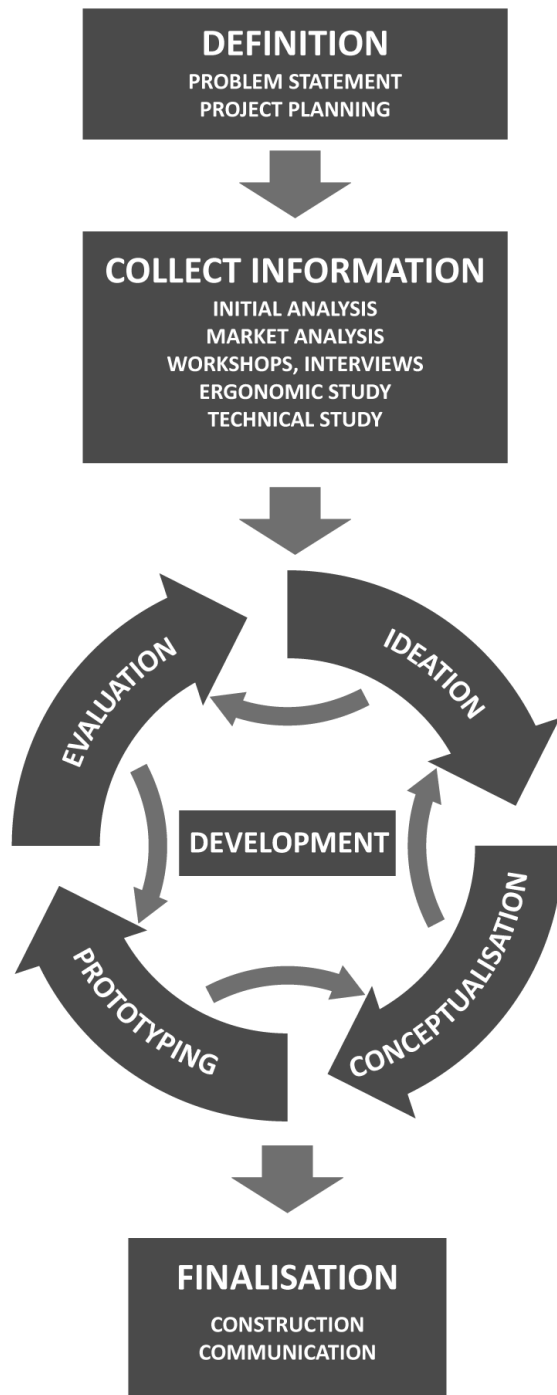 DEFINITION
PROBLEM STATEMENT
PROJECT PLANNING
COLLECT INFORMATION
INITIAL ANALYSIS
MARKET ANALYSIS
WORKSHOPS, INTERVIEWS
ERGONOMIC STUDY
TECHNICAL STUDY
IDEATION
EVALUATION
DEVELOPMENT
CONCEPTUALISATION
PROTOTYPING
FINALISATION
CONSTRUCTION
COMMUNICATION